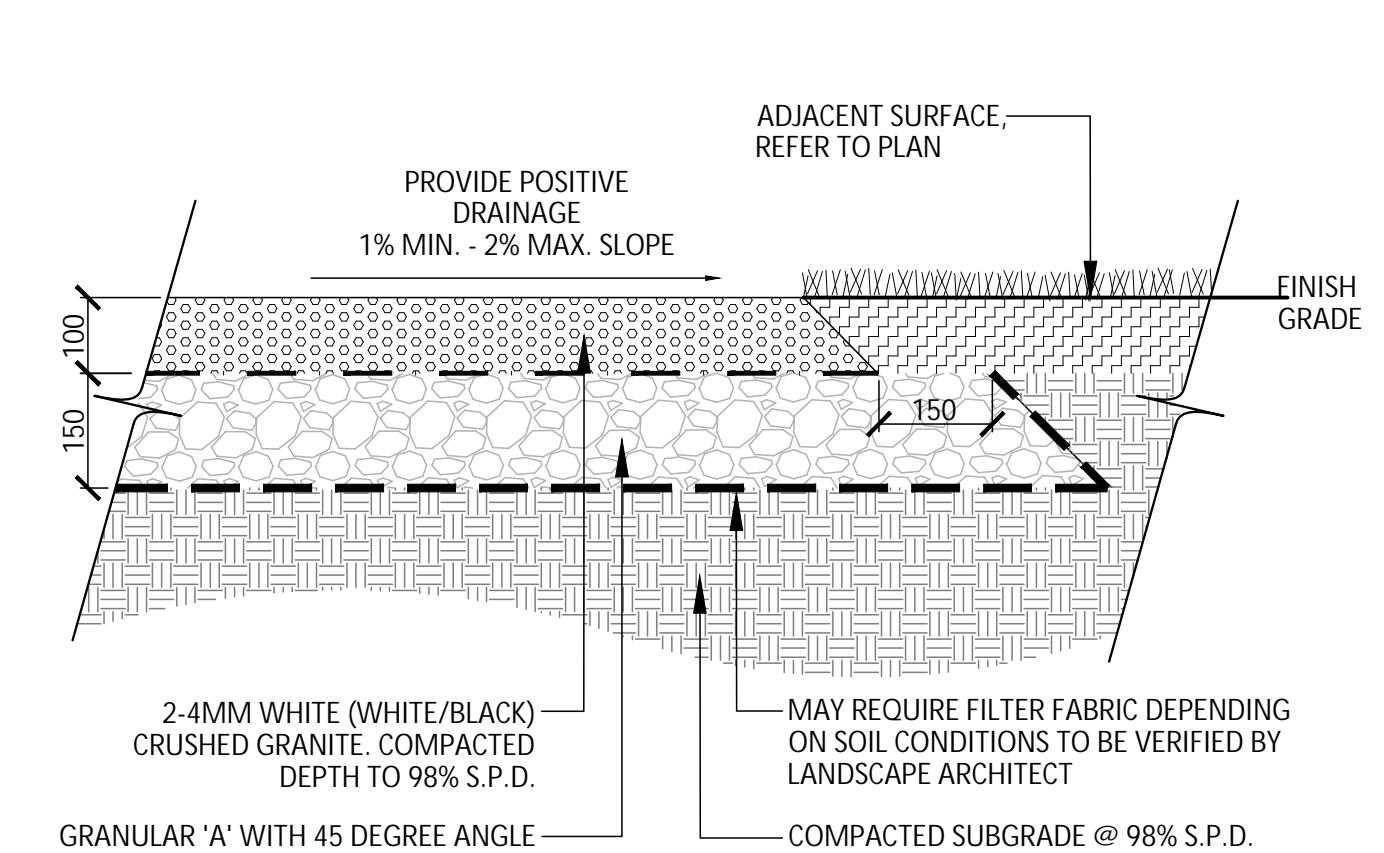 ADJACENT SURFACE,
REFER TO PLAN
PROVIDE POSITIVE
DRAINAGE
1% MIN. - 2% MAX. SLOPE
FINISH
GRADE
100
150
150
2-4MM WHITE (WHITE/BLACK)
CRUSHED GRANITE. COMPACTED
DEPTH TO 98% S.P.D.
GRANULAR 'A' WITH 45 DEGREE ANGLE
MAY REQUIRE FILTER FABRIC DEPENDING
ON SOIL CONDITIONS TO BE VERIFIED BY
LANDSCAPE ARCHITECT
COMPACTED SUBGRADE @ 98% S.P.D.